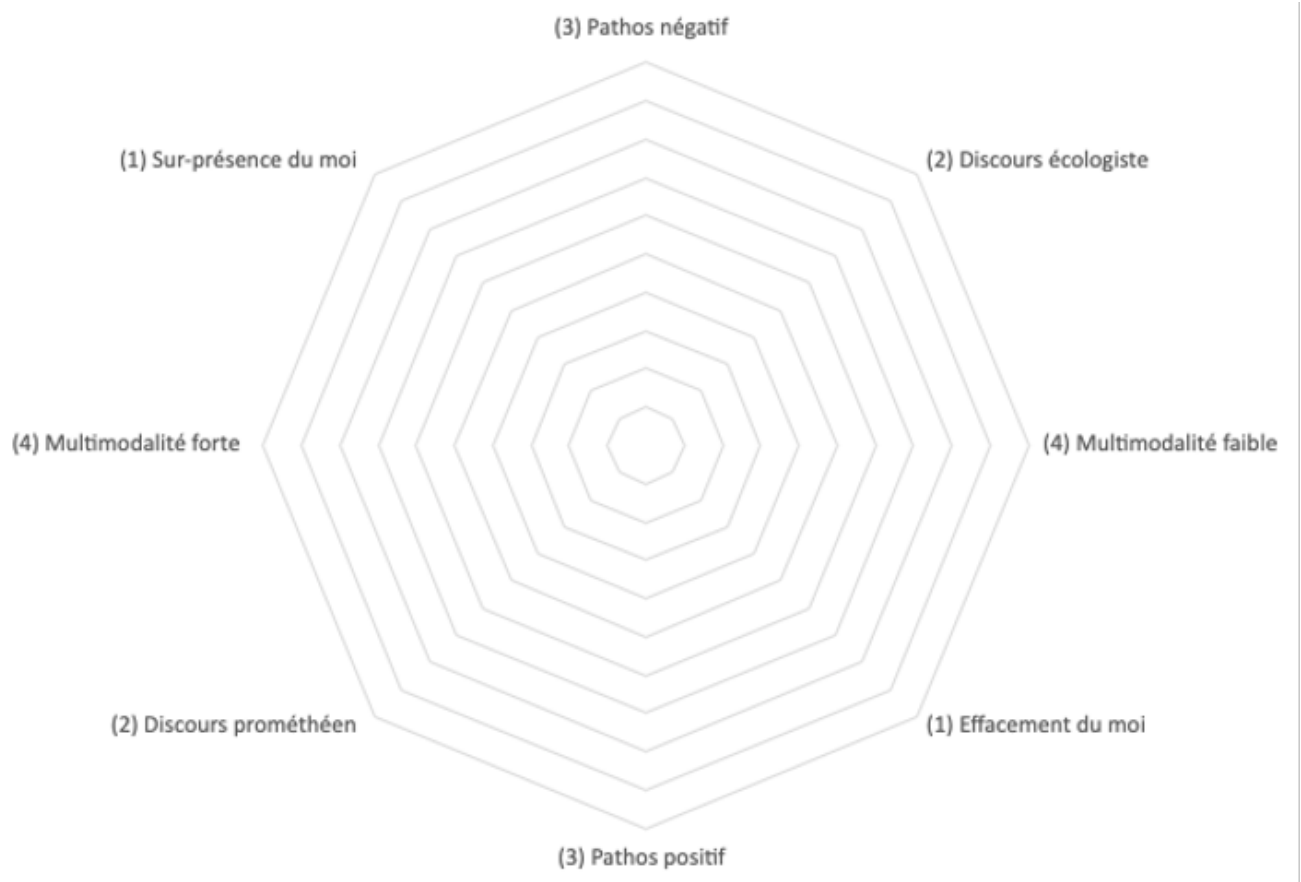 (3) Pathos négatif
(1) Sur-présence du moi
(2) Discours écologiste
(4) Multimodalité forte
(4) Multimodalité faible
(2) Discours prométhéen
(1) Effacement du moi
(3) Pathos positif